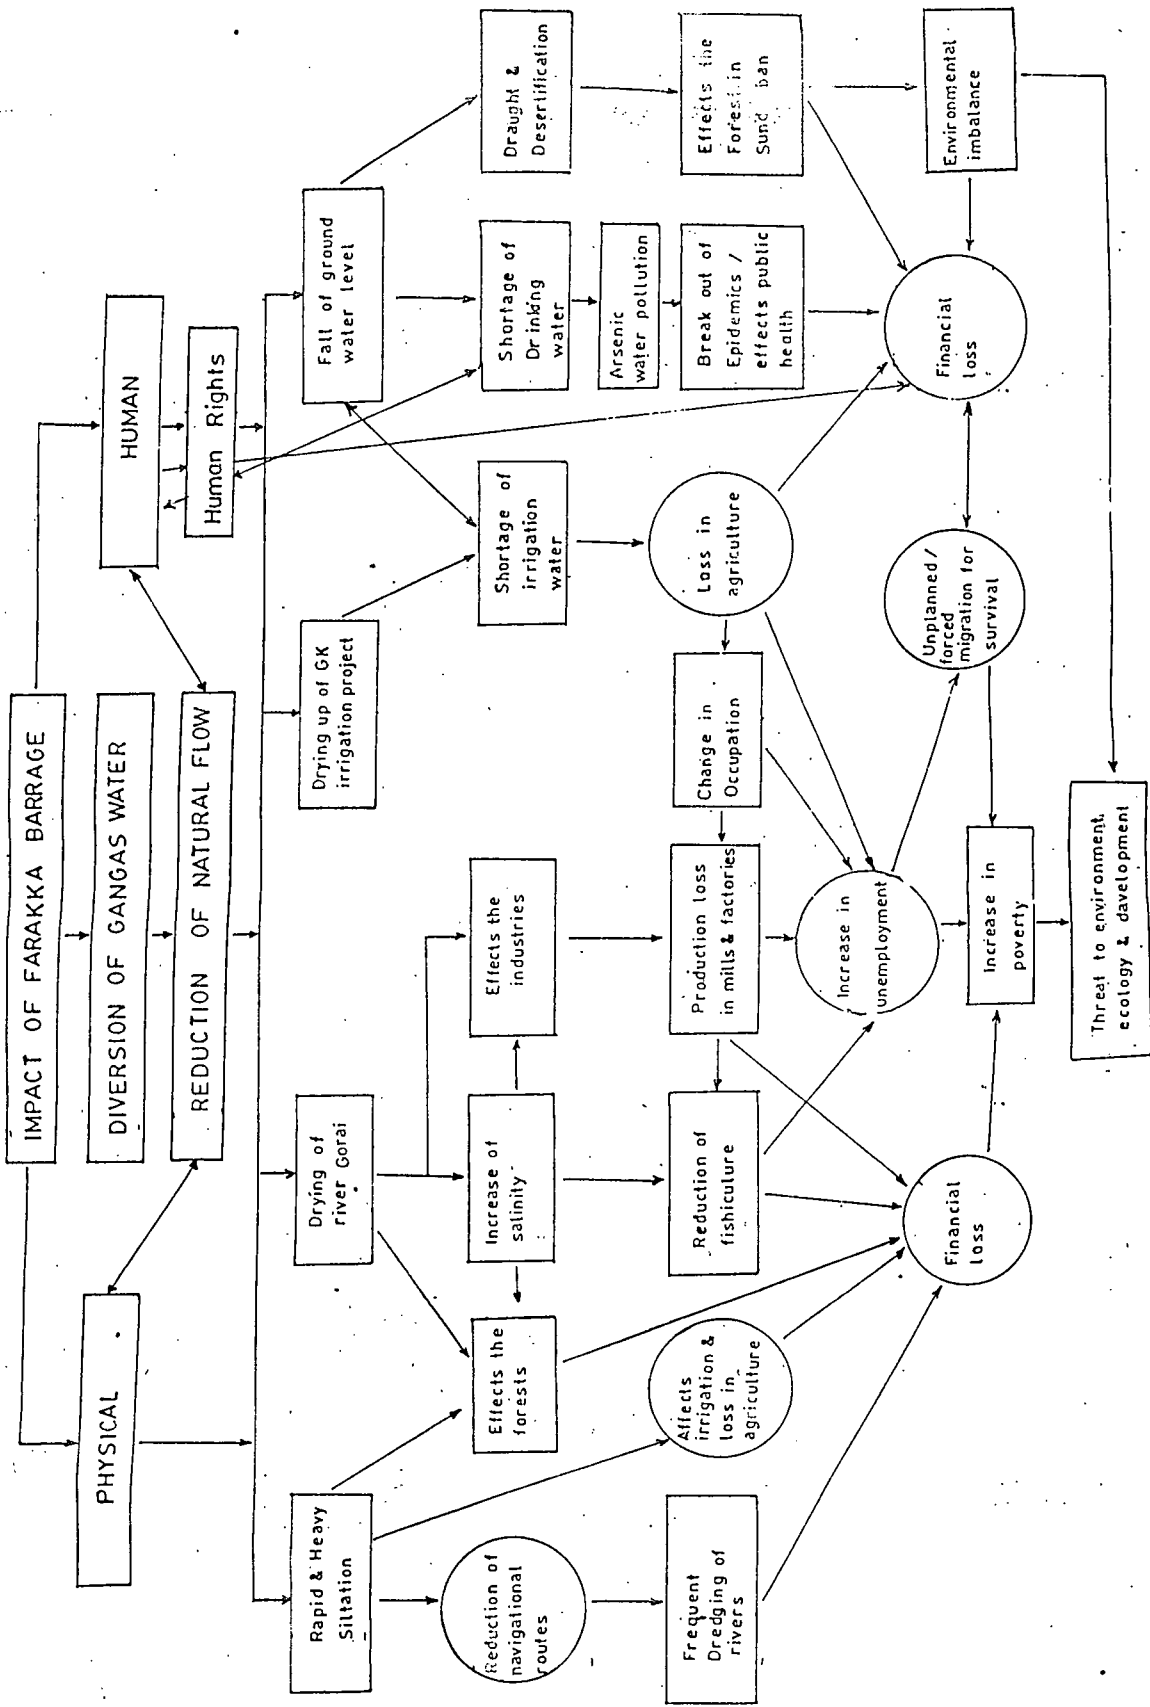 IMPACT OF FARAKKA BARRAGE
DIVERSION OF GANGAS WATER
REDUCTION OF NATURAL FLOW
PHYSICAL
HUMAN
Human Rights
Rapid & Heavy
Siltation
Drying of
river Gorai
Drying up of GK
irrigation project
Fall of ground
water level
Reduction of
navigational
routes
Effects the
forests
Increase of
salinity
Effects the
industries
Shortage of
irrigation
water
Shortage of
Drinking
water
Draught &
Desertification
Arsenic
water pollution
Frequent
Dredging of
rivers
Affects
irrigation &
loss in
agriculture
Reduction of
fishiculure
Production loss
in mills & factories
Change in
Occupation
Loss in
agriculture
Break out of
Epidemics /
effects public
health
Effects the
Forest in
Sund ban
Increase in
unemployment
Unplanned/
forced
migration for
survival
Financial
loss
Environmental
imbalance
Financial
loss
Increase in
poverty
Threat to environment,
ecology & davelopment